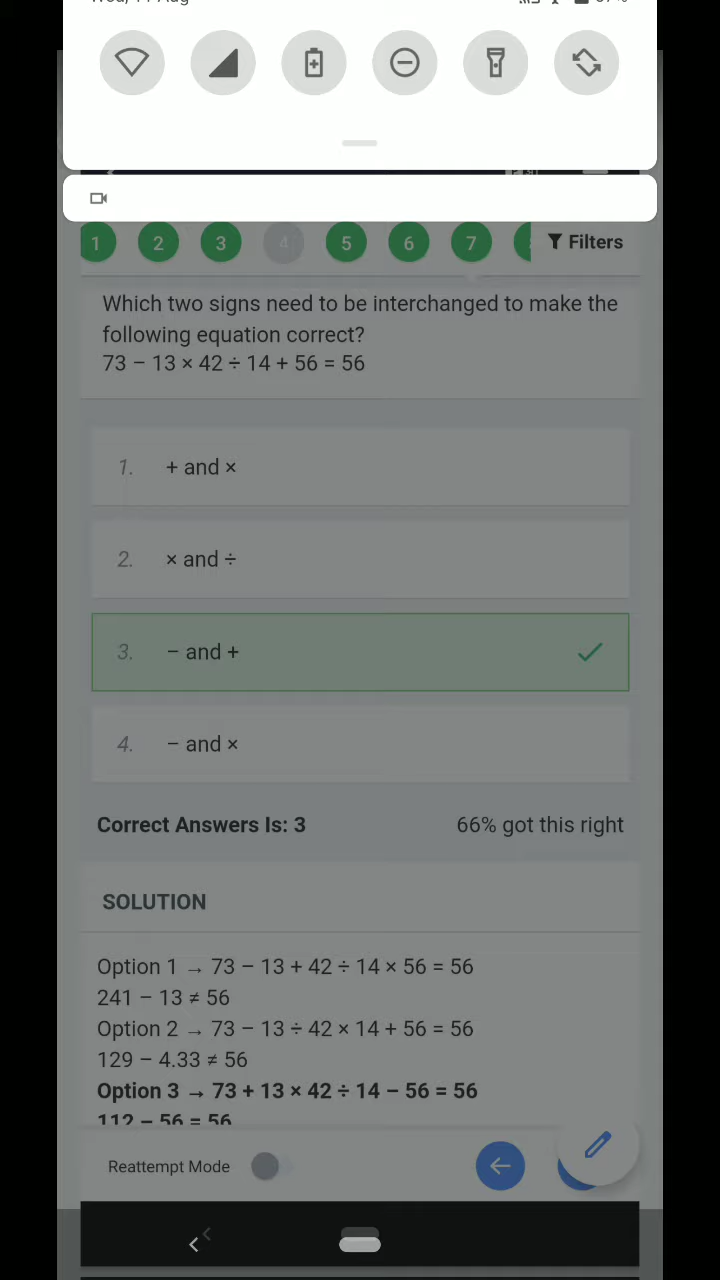 1 2 3 4 5 6 7 Filters
Which two signs need to be interchanged to make the
following equation correct?
73 − 13 × 42 ÷ 14 + 56 = 56
1. + and ×
2. × and ÷
3. − and +
4. − and ×
Correct Answers Is: 3 66% got this right
SOLUTION
Option 1 → 73 − 13 + 42 ÷ 14 × 56 = 56
241 − 13 ≠ 56
Option 2 → 73 − 13 ÷ 42 × 14 + 56 = 56
129 − 4.33 ≠ 56
Option 3 → 73 + 13 × 42 ÷ 14 − 56 = 56
112 − 56 = 56
Reattempt Mode